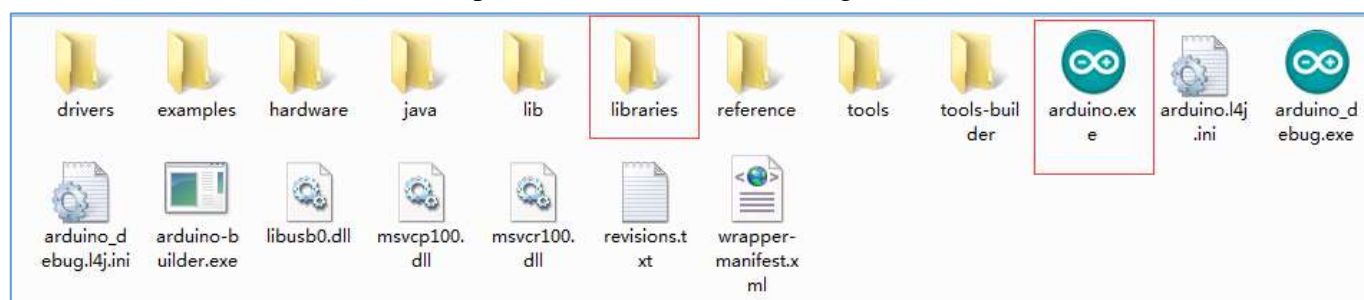 drivers examples hardware java lib libraries reference tools tools-buil arduino.ex arduino.l4j arduino_d
der e .ini ebug.exe
arduino_d arduino-b libusb0.dll msvcp100. msvcr100. revisions.t wrapper-
ebug.l4j.ini uilder.exe dll dll xt manifest.x
ml